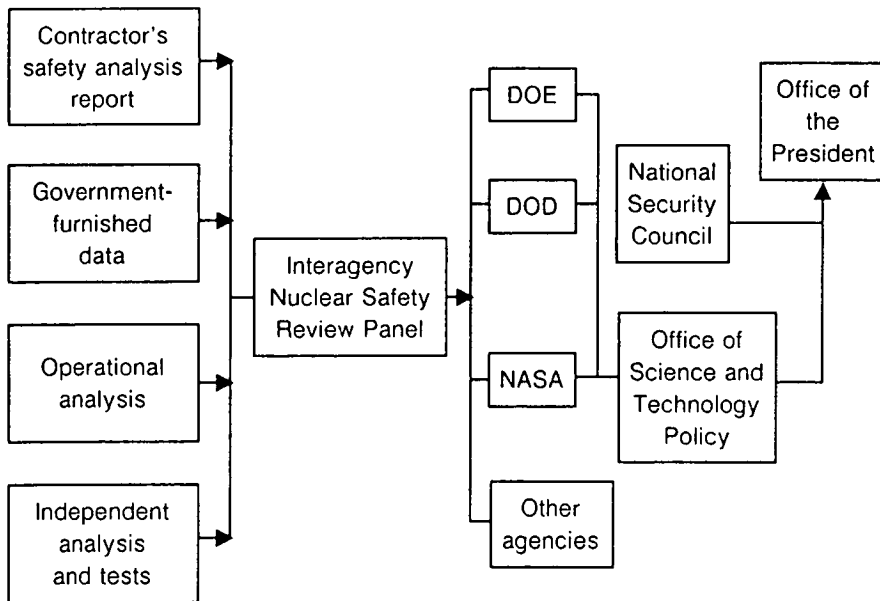 Contractor's
safety analysis
report
Government-
furnished
data
Operational
analysis
Independent
analysis
and tests
Interagency
Nuclear Safety
Review Panel
DOE
DOD
NASA
Other
agencies
National
Security
Council
Office of
Science and
Technology
Policy
Office of
the
President